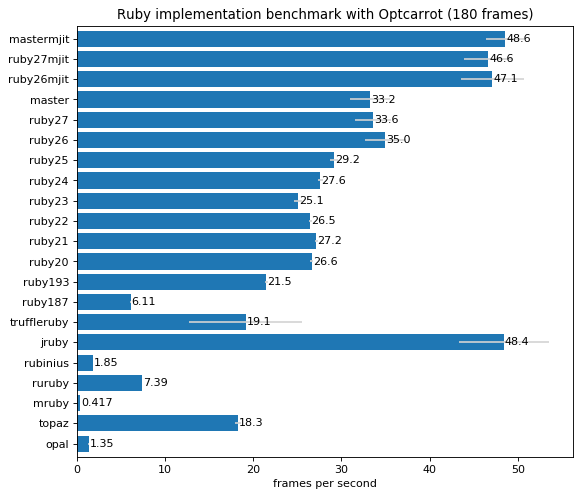 Ruby implementation benchmark with Optcarrot (180 frames)
mastermjit 48.6
ruby27mjit 46.6
ruby26mjit 47.1
master 33.2
ruby27 33.6
ruby26 35.0
ruby25 29.2
ruby24 27.6
ruby23 25.1
ruby22 26.5
ruby21 27.2
ruby20 26.6
ruby193 21.5
ruby187 6.11
truffleruby 19.1
jruby 48.4
rubinius 1.85
ruruby 7.39
mruby 0.417
topaz 18.3
opal 1.35
0 10 20 30 40 50
frames per second